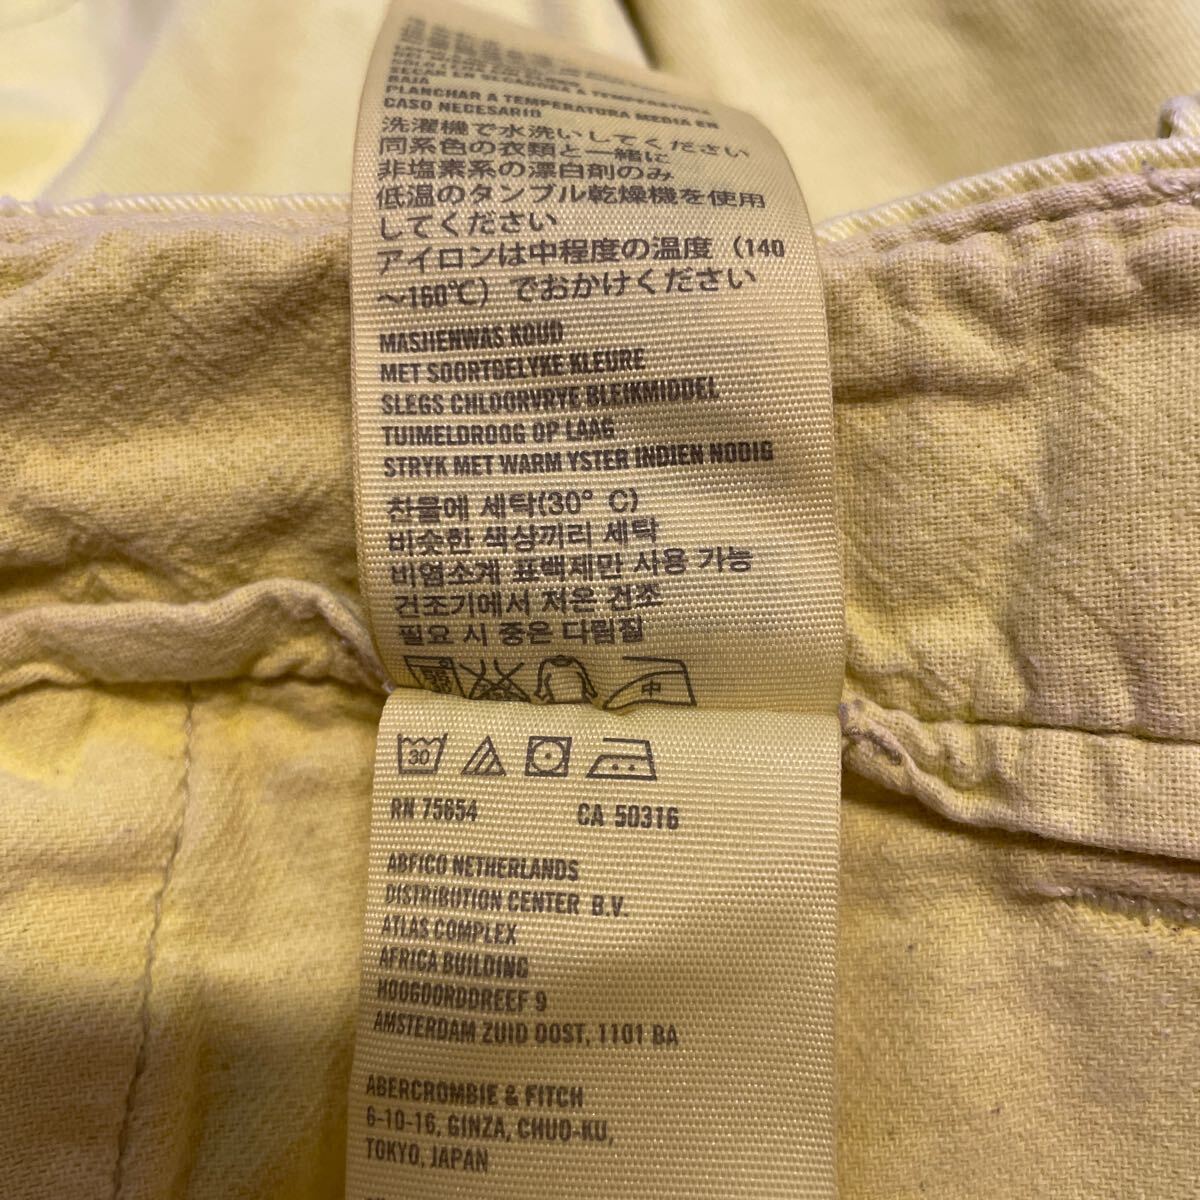 SECAR EN SECADORA A TEMPERATURA
BAJA
PLANCHAR A TEMPERATURA MEDIA EN
CASO NECESARIO
洗濯機で水洗いしてください
同系色の衣類と一緒に
非塩素系の漂白剤のみ
低温のタンブル乾燥機を使用
してください
アイロンは中程度の温度（140
～160℃）でおかけください
MASJIENWAS KOUD
MET SOORTGELYKE KLEURE
SLEGS CHLOORVRYE BLEIKMIDDEL
TUIMELDROOG OP LAAG
STRYK MET WARM YSTER INDIEN NODIG
찬물에 세탁(30° C)
비슷한 색상끼리 세탁
비염소계 표백제만 사용 가능
건조기에서 저온 건조
필요 시 중온 다림질
中
30
RN 75654 CA 50316
ABFICO NETHERLANDS
DISTRIBUTION CENTER B.V.
ATLAS COMPLEX
AFRICA BUILDING
HOOGOORDDREEF 9
AMSTERDAM ZUID OOST, 1101 BA
ABERCROMBIE & FITCH
6-10-16, GINZA, CHUO-KU,
TOKYO, JAPAN